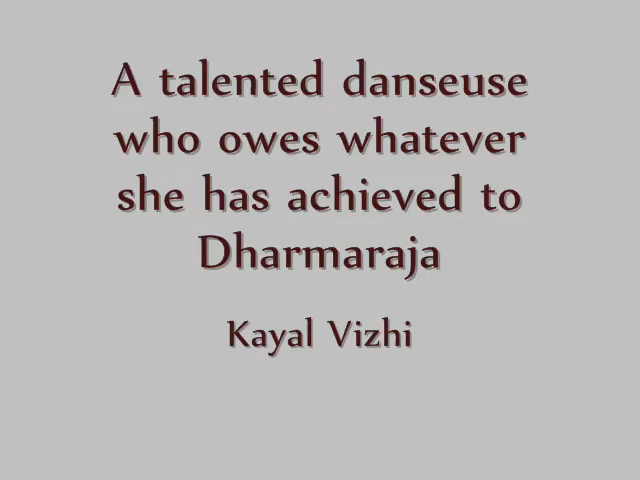 A talented danseuse
who owes whatever
she has achieved to
Dharmaraja
Kayal Vizhi